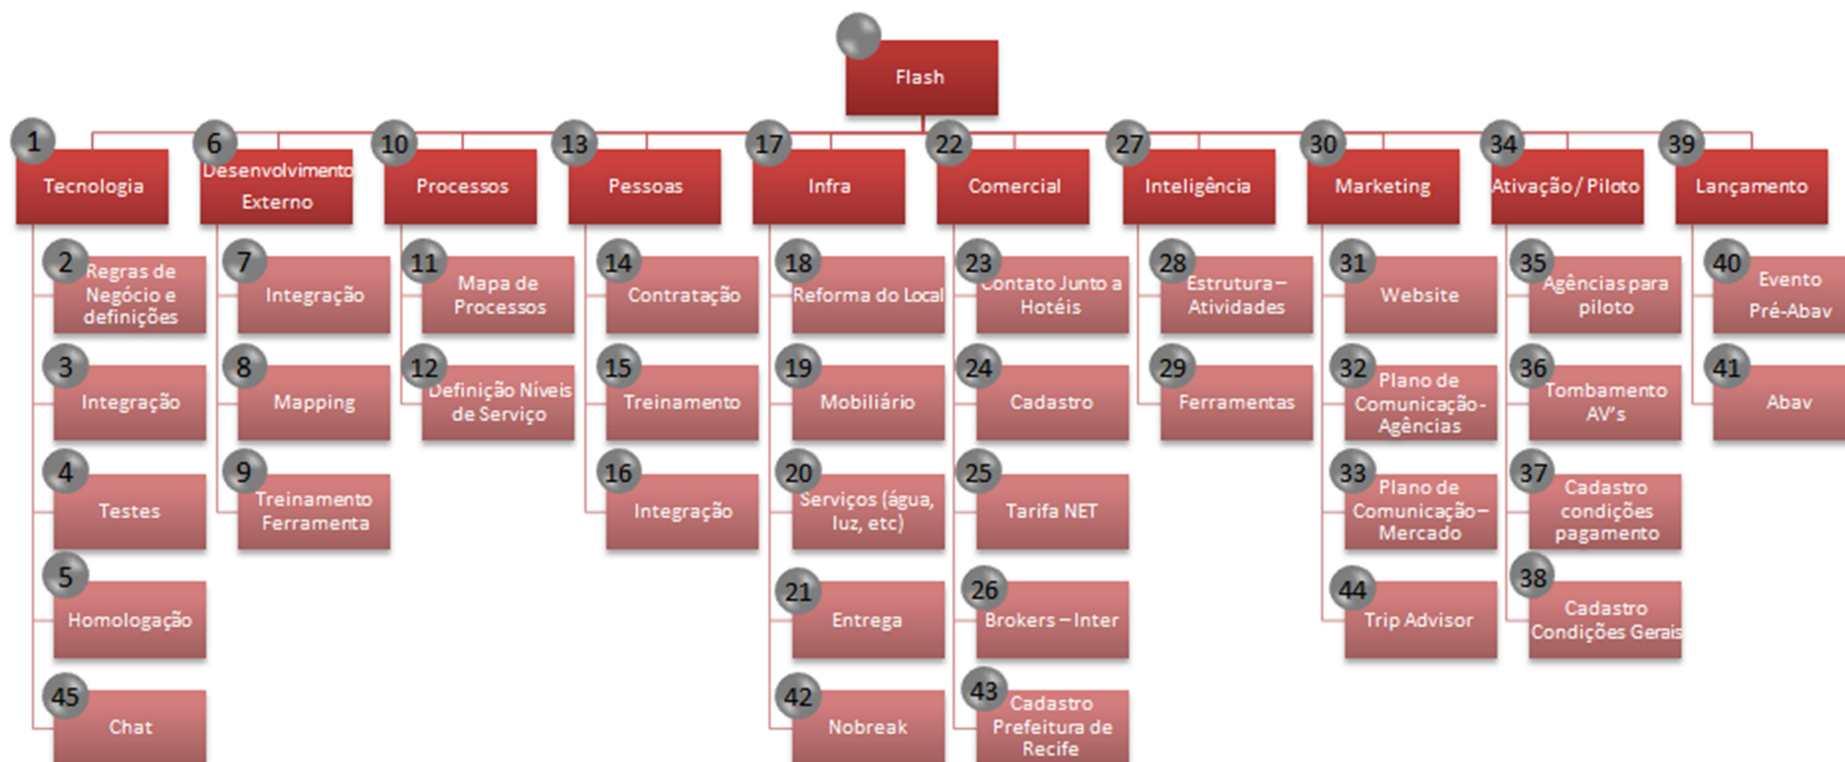 Flash
1
Tecnologia
2
Regras de
Negócio e
definições
3
Integração
4
Testes
5
Homologação
45
Chat
6
Desenvolvimento
Externo
7
Integração
8
Mapping
9
Treinamento
Ferramenta
10
Processos
11
Mapa de
Processos
12
Definição Níveis
de Serviço
13
Pessoas
14
Contratação
15
Treinamento
16
Integração
17
Infra
18
Reforma do Local
19
Mobiliário
20
Serviços (água,
luz, etc)
21
Entrega
42
Nobreak
22
Comercial
23
Contato Junto a
Hotéis
24
Cadastro
25
Tarifa NET
26
Brokers – Inter
43
Cadastro
Prefeitura de
Recife
27
Inteligência
28
Estrutura –
Atividades
29
Ferramentas
30
Marketing
31
Website
32
Plano de
Comunicação-
Agências
33
Plano de
Comunicação –
Mercado
44
Trip Advisor
34
Ativação / Piloto
35
Agências para
piloto
36
Tombamento
AV's
37
Cadastro
condições
pagamento
38
Cadastro
Condições Gerais
39
Lançamento
40
Evento
Pré-Abav
41
Abav